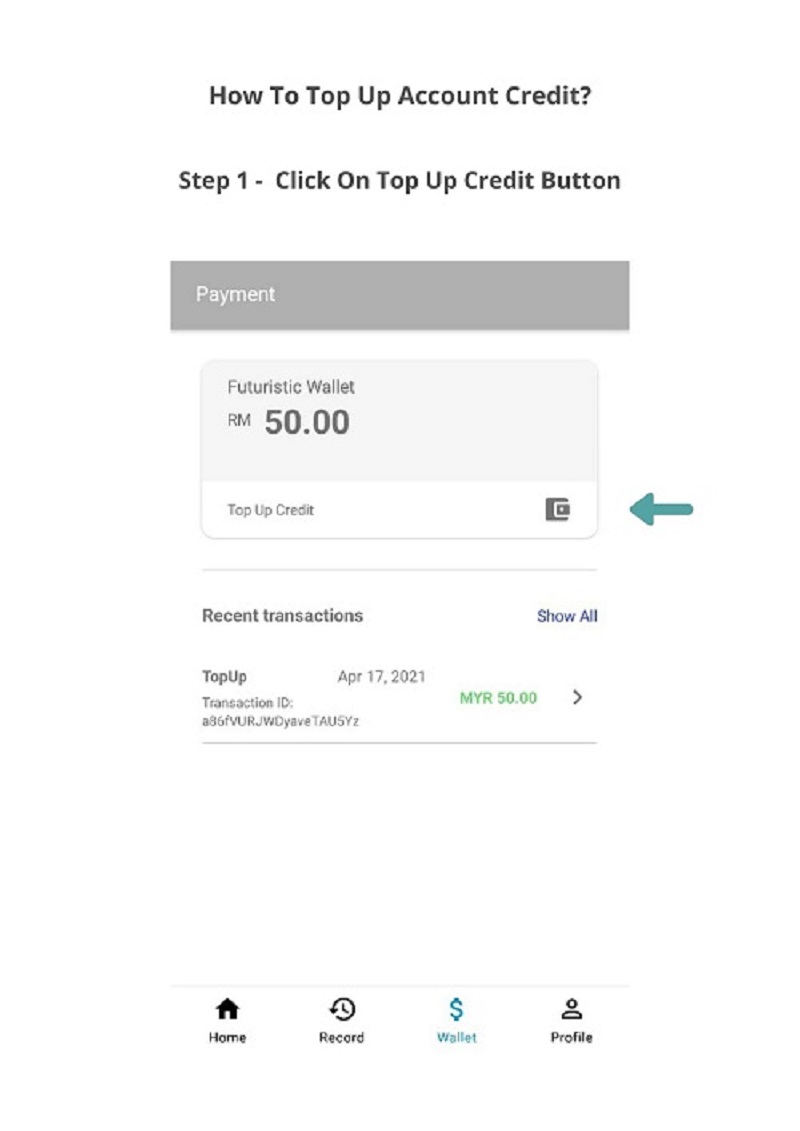 How To Top Up Account Credit?
Step 1 - Click On Top Up Credit Button
Payment
Futuristic Wallet
RM 50.00
Top Up Credit
Recent transactions Show All
TopUp Apr 17, 2021
Transaction ID:
MYR 50.00
a86fVURJWDyaveTAU5Yz
Home Record Wallet Profile